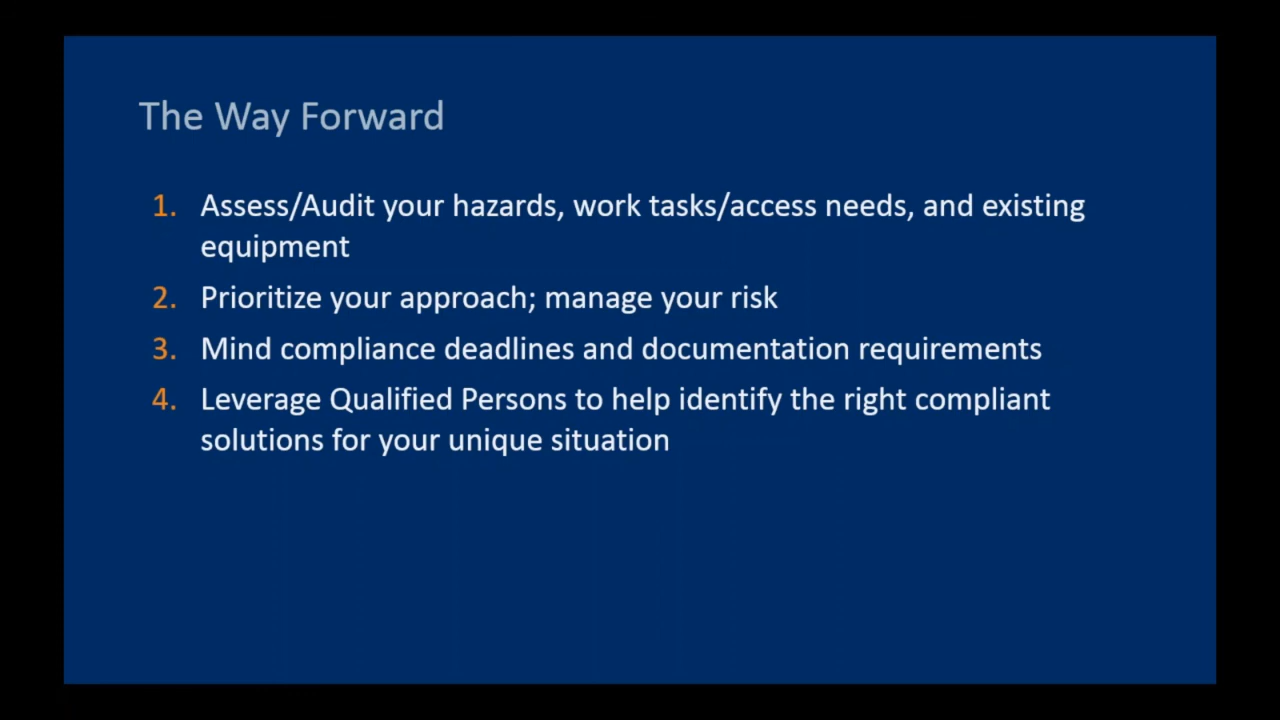 The Way Forward
1. Assess/Audit your hazards, work tasks/access needs, and existing
equipment
2. Prioritize your approach; manage your risk
3. Mind compliance deadlines and documentation requirements
4. Leverage Qualified Persons to help identify the right compliant
solutions for your unique situation